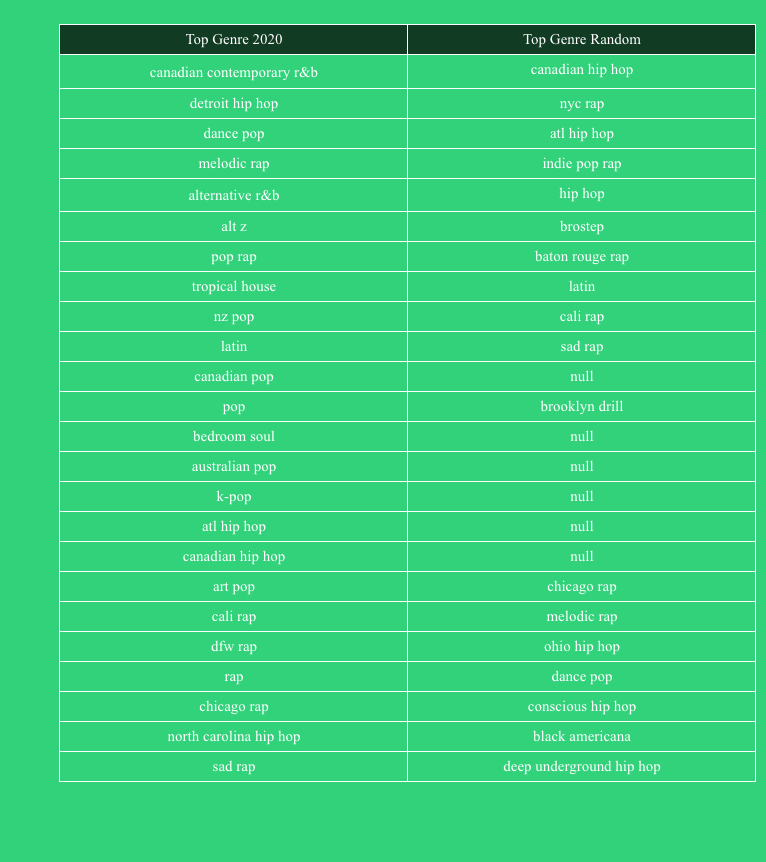 Top Genre 2020 Top Genre Random
canadian contemporary r&b canadian hip hop
detroit hip hop nyc rap
dance pop atl hip hop
melodic rap indie pop rap
alternative r&b hip hop
alt z brostep
pop rap baton rouge rap
tropical house latin
nz pop cali rap
latin sad rap
canadian pop null
pop brooklyn drill
bedroom soul null
australian pop null
k-pop null
atl hip hop null
canadian hip hop null
art pop chicago rap
cali rap melodic rap
dfw rap ohio hip hop
rap dance pop
chicago rap conscious hip hop
north carolina hip hop black americana
sad rap deep underground hip hop